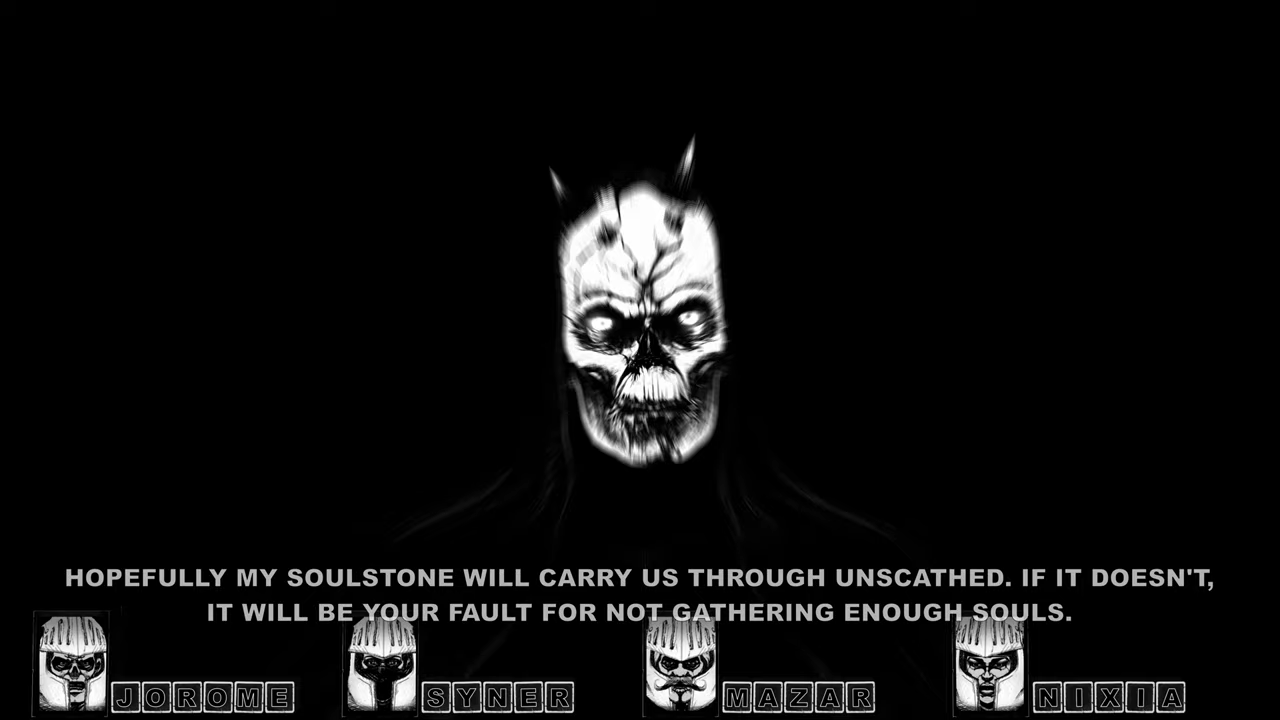 HOPEFULLY MY SOULSTONE WILL CARRY US THROUGH UNSCATHED. IF IT DOESN'T,
IT WILL BE YOUR FAULT FOR NOT GATHERING ENOUGH SOULS.
JOROME SYNER MAZAR NIXIA